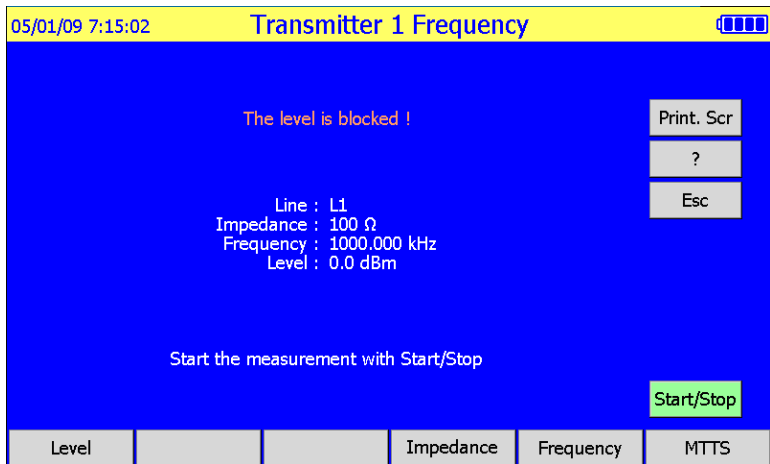 05/01/09 7:15:02 Transmitter 1 Frequency
The level is blocked !
Print. Scr
?
Esc
Line : L1
Impedance : 100 Ω
Frequency : 1000.000 kHz
Level : 0.0 dBm
Start the measurement with Start/Stop
Start/Stop
Level Impedance Frequency MTTS